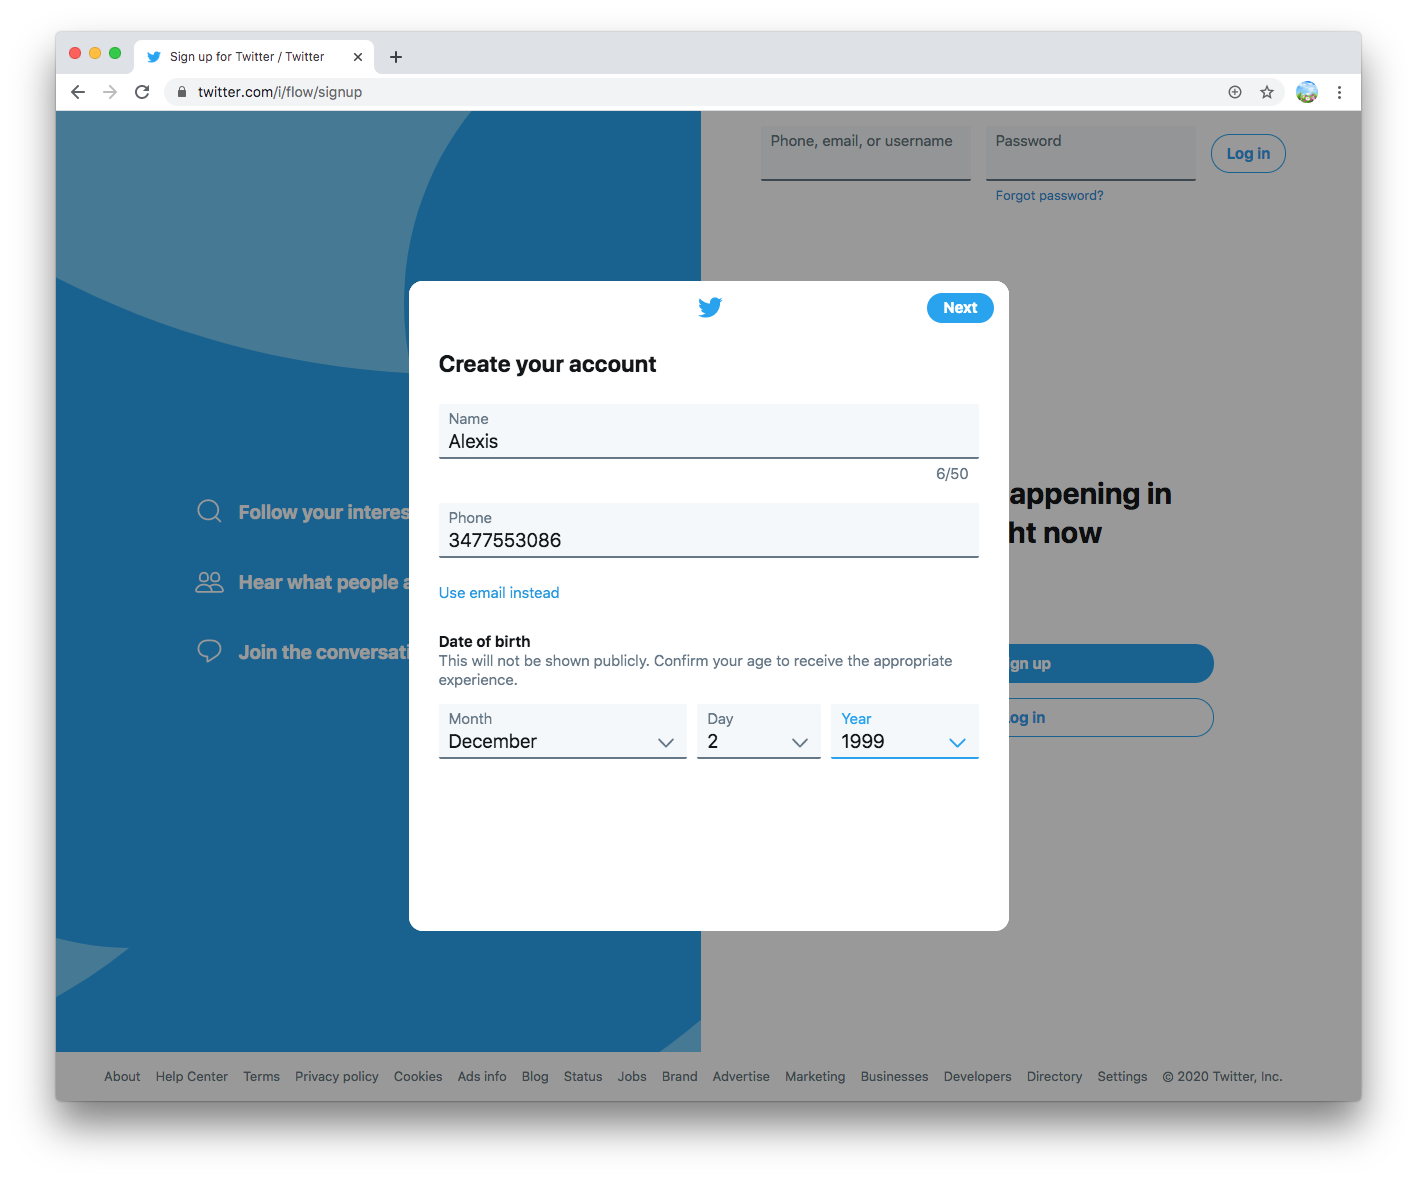 Sign up for Twitter / Twitter
twitter.com/i/flow/signup
Phone, email, or username
Password
Log in
Forgot password?
Next
Create your account
Name
Alexis
6/50
Phone
3477553086
Use email instead
Date of birth
This will not be shown publicly. Confirm your age to receive the appropriate
experience.
Month
December
Day
2
Year
1999
Follow your interes
Hear what people a
Join the conversati
appening in
ht now
gn up
og in
About Help Center Terms Privacy policy Cookies Ads info Blog Status Jobs Brand Advertise Marketing Businesses Developers Directory Settings © 2020 Twitter, Inc.